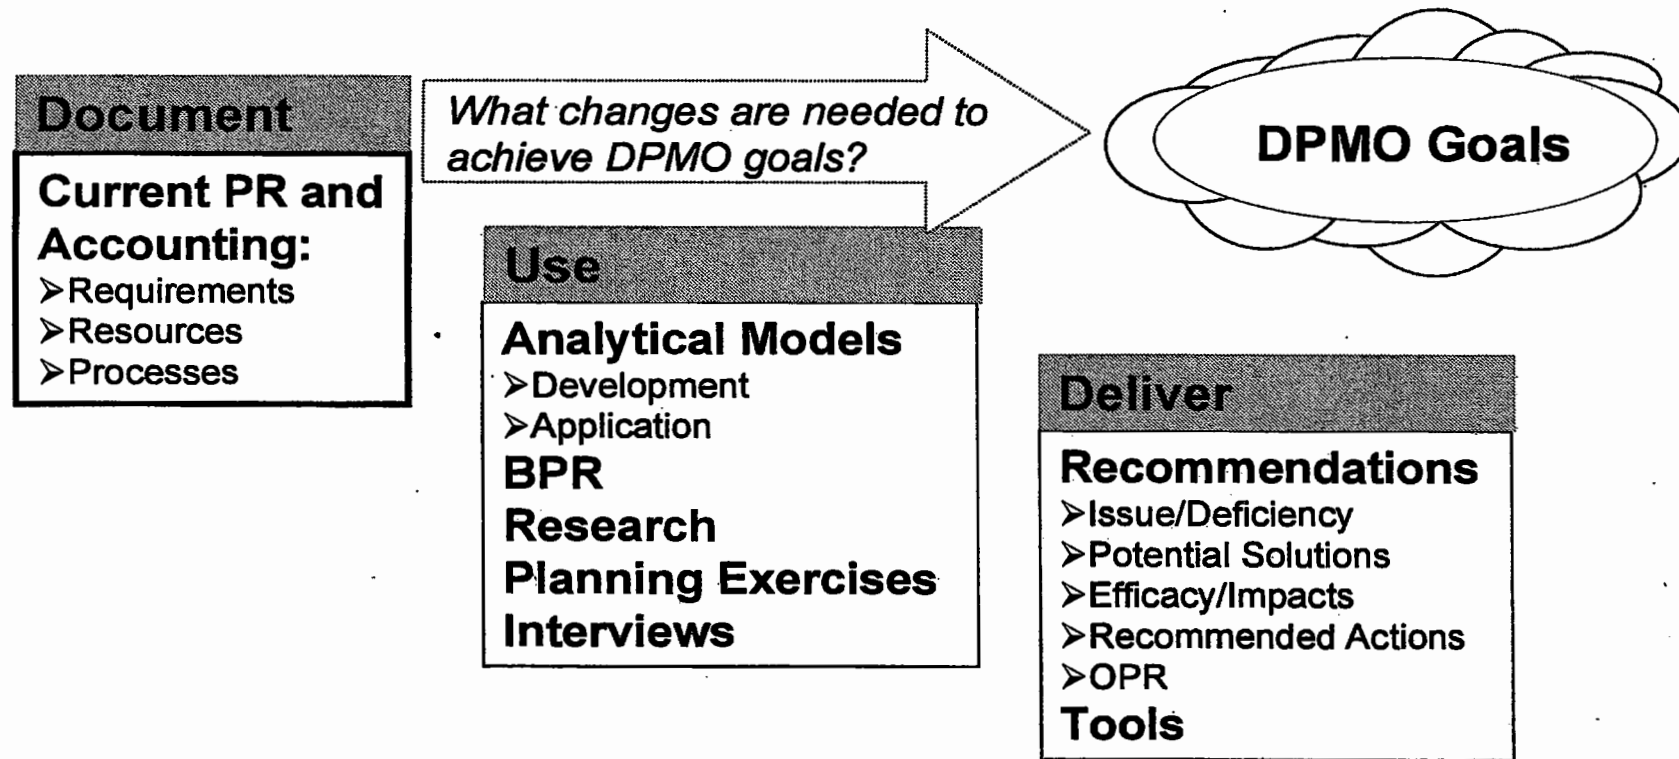 Document
Current PR and
Accounting:
➢Requirements
➢Resources
➢Processes
What changes are needed to
achieve DPMO goals?
DPMO Goals
Use
Analytical Models
➢Development
➢Application
BPR
Research
Planning Exercises
Interviews
Deliver
Recommendations
➢Issue/Deficiency
➢Potential Solutions
➢Efficacy/Impacts
➢Recommended Actions
➢OPR
Tools